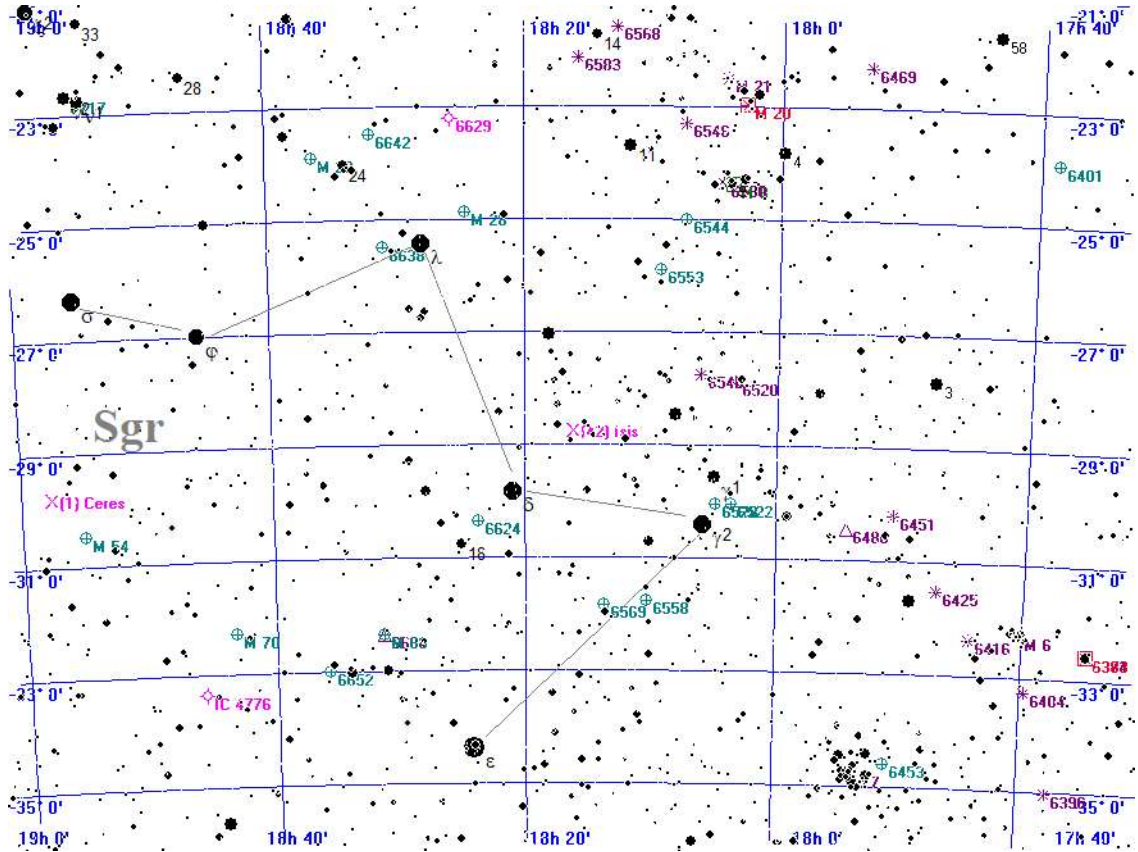 19h 0'
18h 40'
18h 20'
18h 0'
17h 40'
-21° 0'
33
28
14
6568
6583
M 21
M 20
6469
58
-23° 0'
-23° 0'
6629
6642
24
11
6546
4
6401
M 28
6544
-25° 0'
-25° 0'
6638
λ
6553
σ
φ
-27° 0'
-27° 0'
6520
3
Sgr
(42) isis
-29° 0'
-29° 0'
(1) Ceres
δ
γ1
6522
γ2
6451
6624
16
M 54
-31° 0'
-31° 0'
6569
6558
6425
M 70
6416
M 6
6652
-33° 0'
-33° 0'
IC 4776
6404
ε
6453
7
-35° 0'
-35° 0'
6396
19h 0'
18h 40'
18h 20'
18h 0'
17h 40'